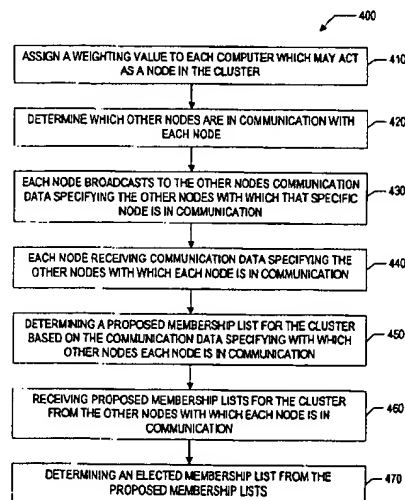 400
ASSIGN A WEIGHTING VALUE TO EACH COMPUTER WHICH MAY ACT
AS A NODE IN THE CLUSTER
410
DETERMINE WHICH OTHER NODES ARE IN COMMUNICATION WITH
EACH NODE
420
EACH NODE BROADCASTS TO THE OTHER NODES COMMUNICATION
DATA SPECIFYING THE OTHER NODES WITH WHICH THAT SPECIFIC
NODE IS IN COMMUNICATION
430
EACH NODE RECEIVING COMMUNICATION DATA SPECIFYING THE
OTHER NODES WITH WHICH EACH NODE IS IN COMMUNICATION
440
DETERMINING A PROPOSED MEMBERSHIP LIST FOR THE CLUSTER
BASED ON THE COMMUNICATION DATA SPECIFYING WITH WHICH
OTHER NODES EACH NODE IS IN COMMUNICATION
450
RECEIVING PROPOSED MEMBERSHIP LISTS FOR THE CLUSTER
FROM THE OTHER NODES WITH WHICH EACH NODE IS IN
COMMUNICATION
460
DETERMINING AN ELECTED MEMBERSHIP LIST FROM THE
PROPOSED MEMBERSHIP LISTS
470